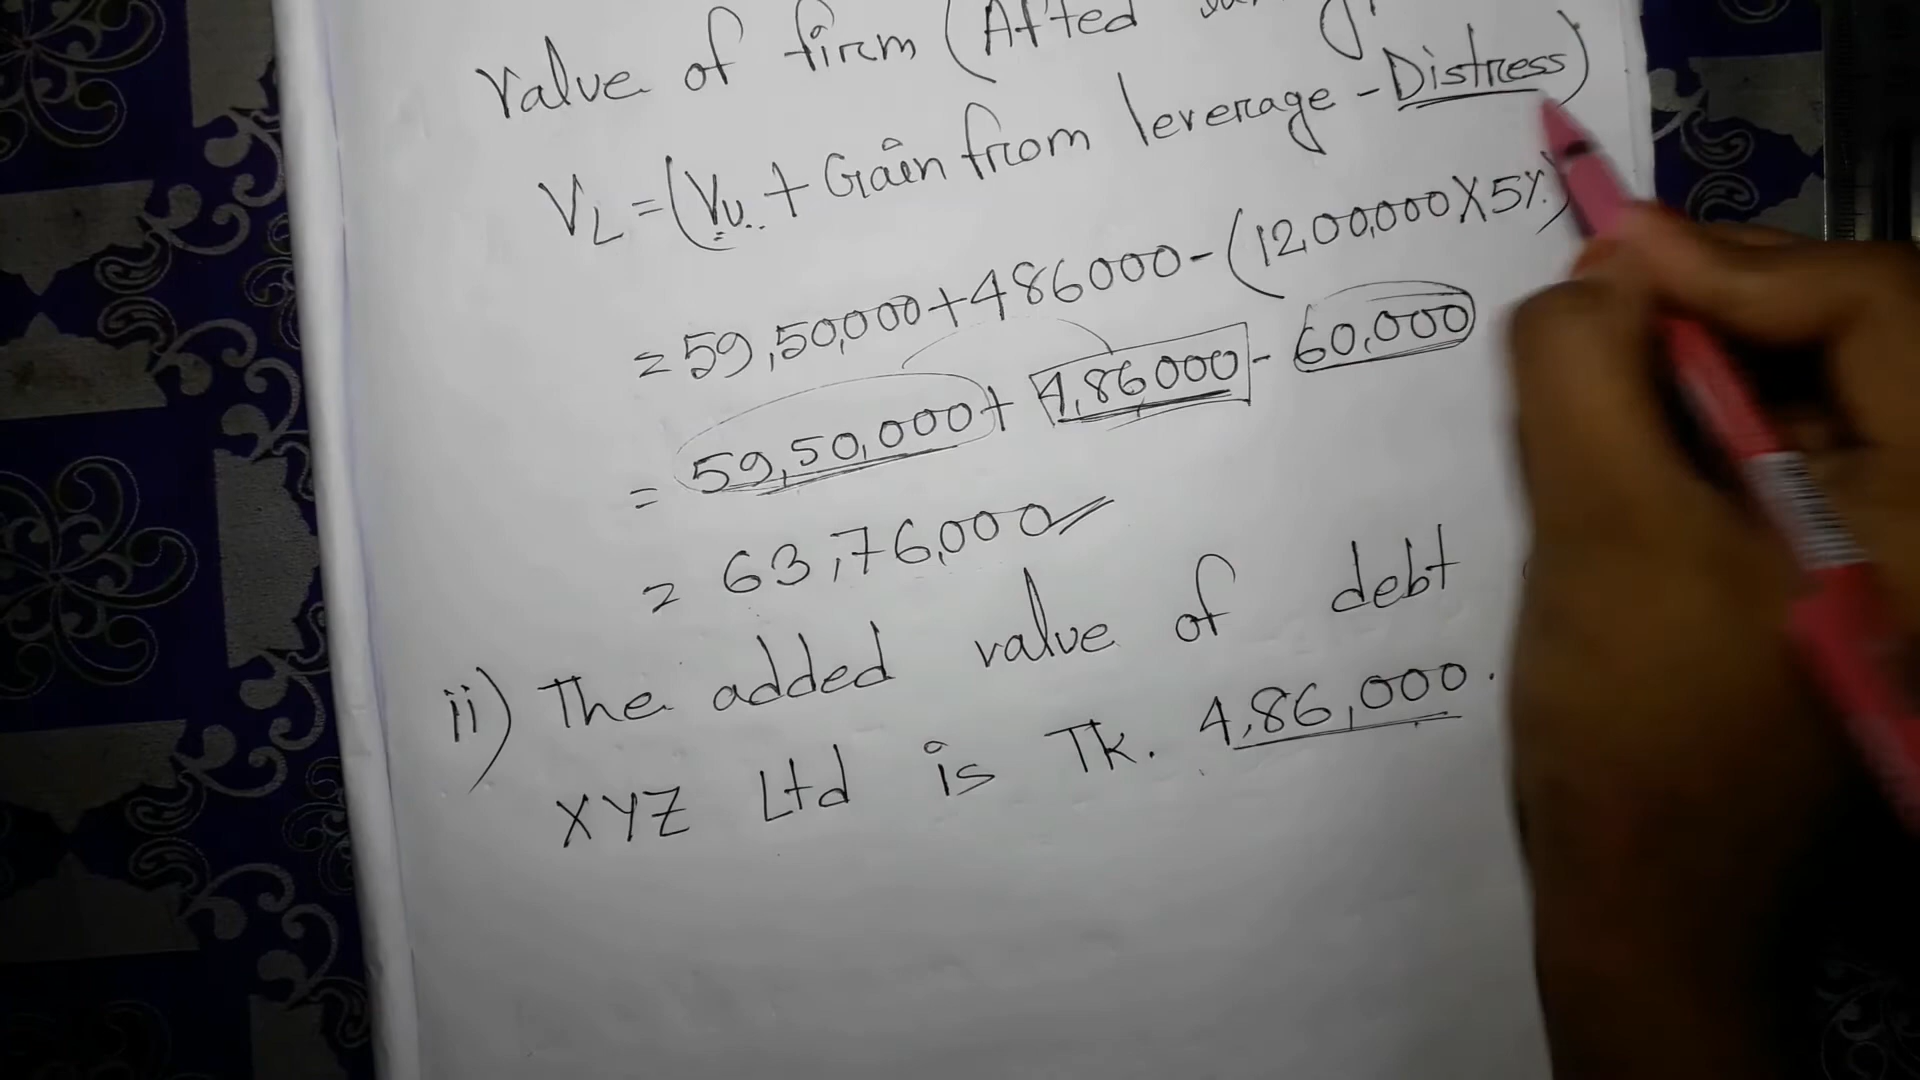 Value of firm (After
VL = (Vu + Gain from leverage - Distress)
= 59,50,000 + 486000 - (12,00,000 X 5%)
= 59,50,000 + 4,86000 - 60,000
= 63,76,000
ii) The added value of debt
XYZ Ltd is Tk. 4,86,000.